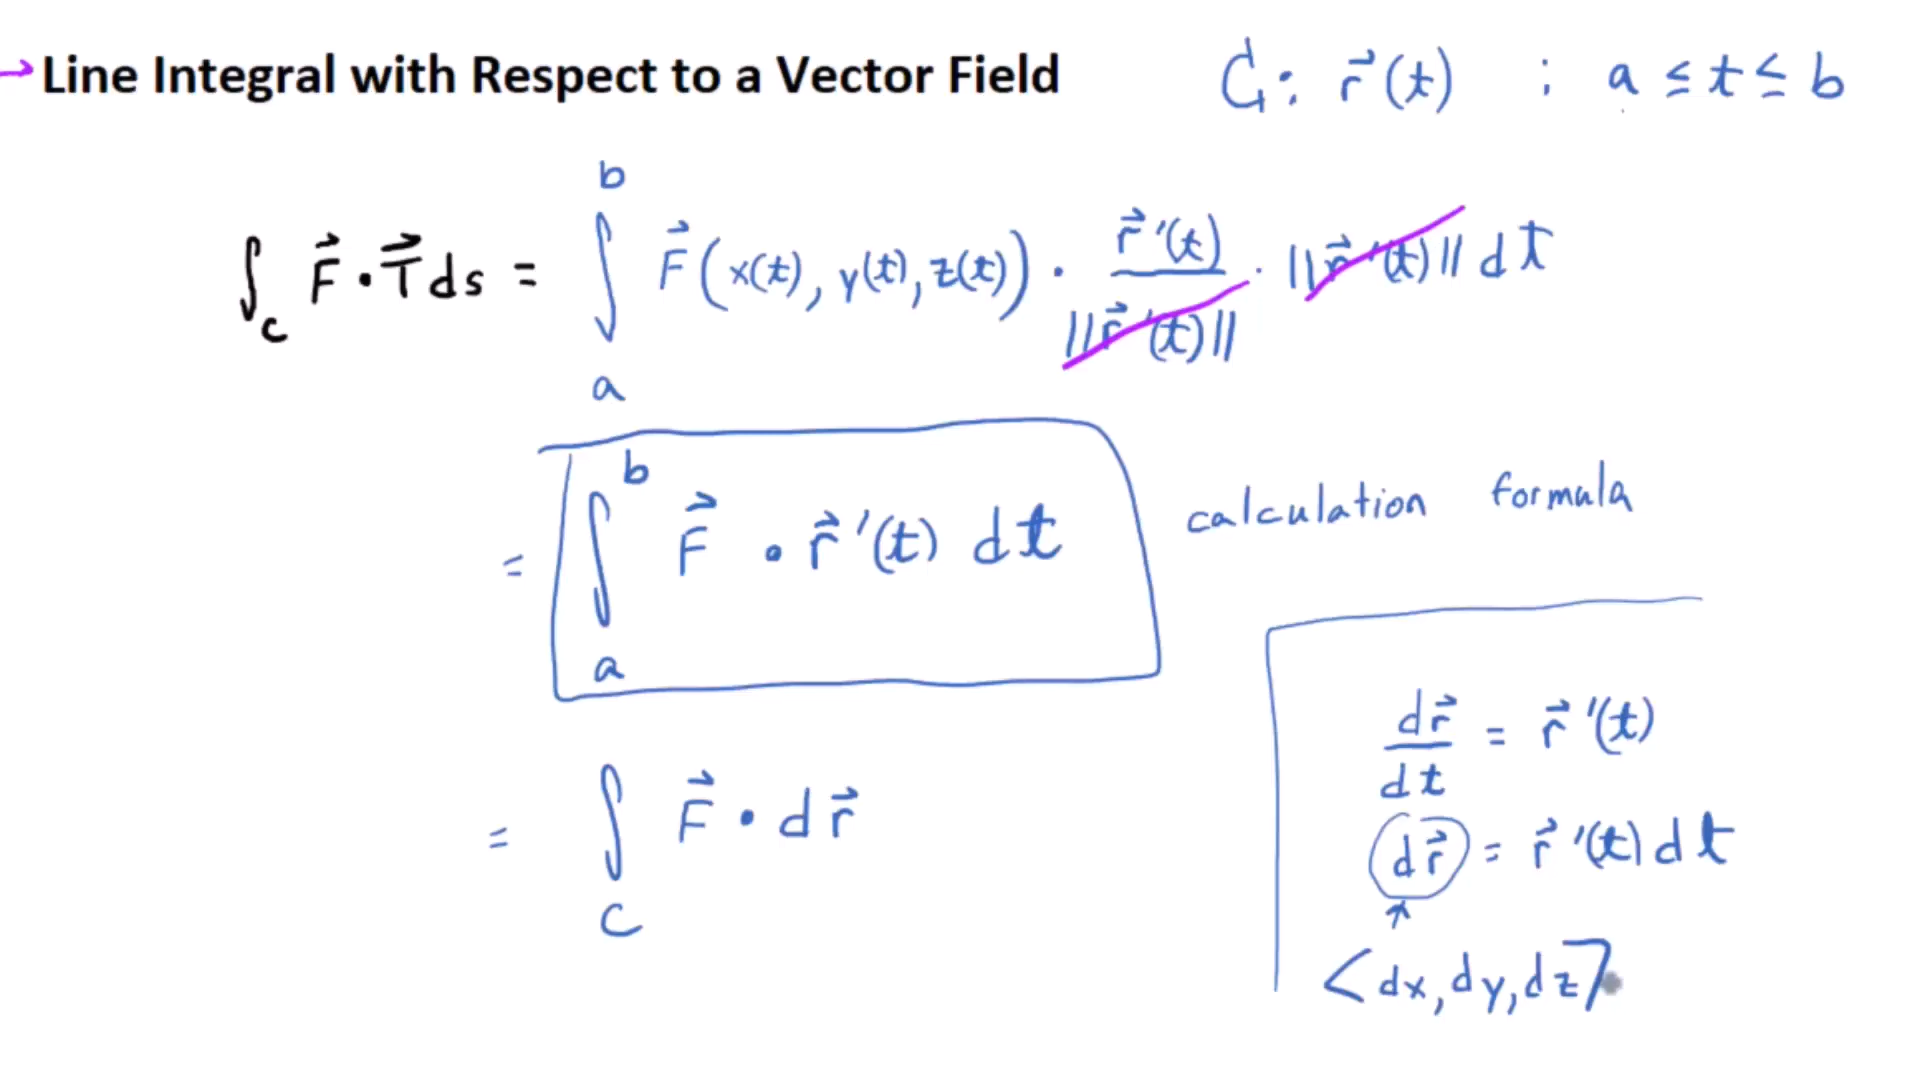 → Line Integral with Respect to a Vector Field   C: r⃗(t) ; a ≤ t ≤ b
∫_C F⃗ · T⃗ ds = ∫_a^b F⃗(x(t), y(t), z(t)) · r⃗'(t)/||r⃗'(t)|| · ||r⃗'(t)|| dt
= ∫_a^b F⃗ · r⃗'(t) dt   calculation formula
= ∫_C F⃗ · dr⃗
dr⃗/dt = r⃗'(t)
dr⃗ = r⃗'(t) dt
↑
<dx, dy, dz>